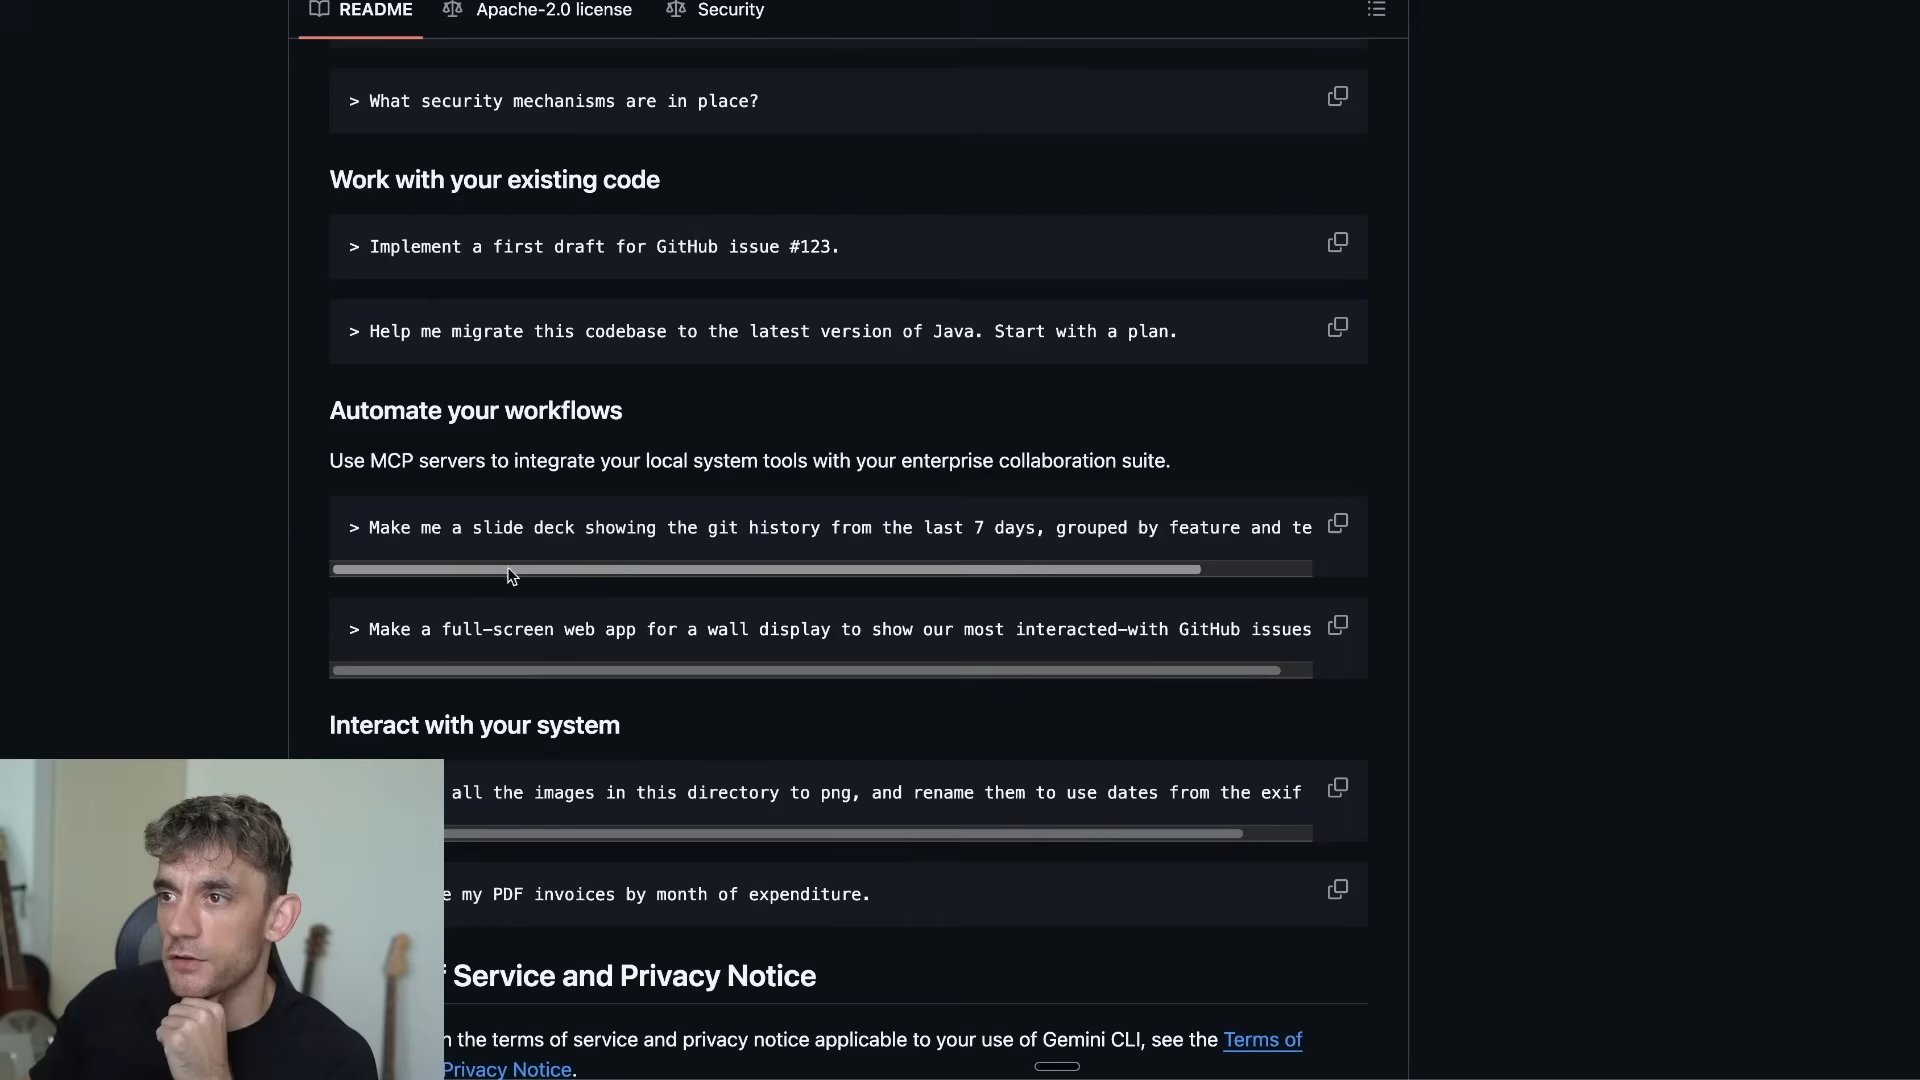 README Apache-2.0 license Security
> What security mechanisms are in place?
Work with your existing code
> Implement a first draft for GitHub issue #123.
> Help me migrate this codebase to the latest version of Java. Start with a plan.
Automate your workflows
Use MCP servers to integrate your local system tools with your enterprise collaboration suite.
> Make me a slide deck showing the git history from the last 7 days, grouped by feature and te
> Make a full-screen web app for a wall display to show our most interacted-with GitHub issues
Interact with your system
all the images in this directory to png, and rename them to use dates from the exif
e my PDF invoices by month of expenditure.
f Service and Privacy Notice
n the terms of service and privacy notice applicable to your use of Gemini CLI, see the Terms of
Privacy Notice.